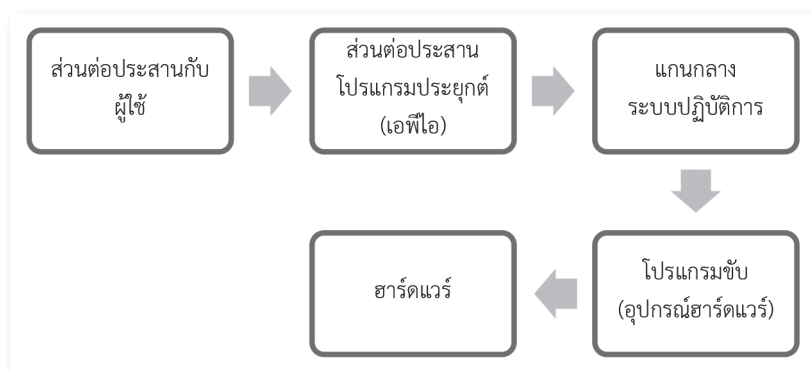 ส่วนต่อประสานกับ
ผู้ใช้
ส่วนต่อประสาน
โปรแกรมประยุกต์
(เอพีไอ)
แกนกลาง
ระบบปฏิบัติการ
โปรแกรมขับ
(อุปกรณ์ฮาร์ดแวร์)
ฮาร์ดแวร์